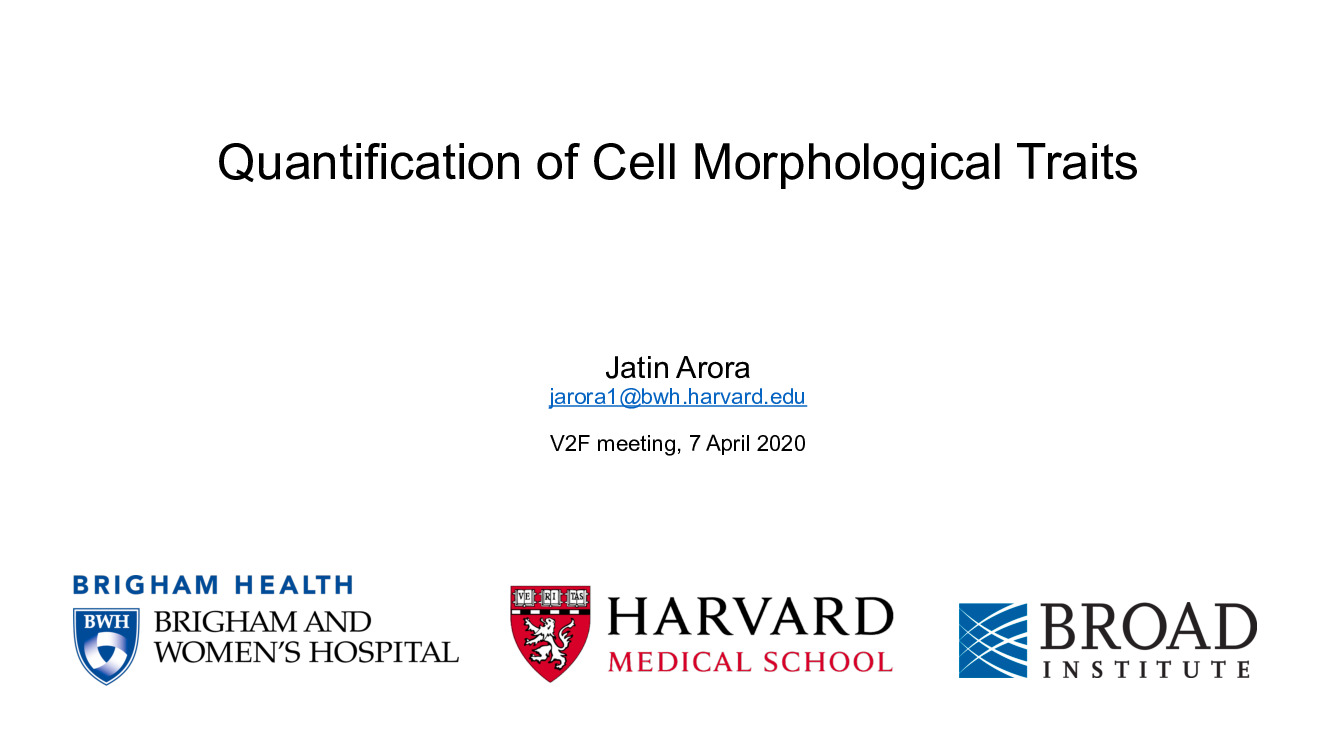 Quantification of Cell Morphological Traits
Jatin Arora
jarora1@bwh.harvard.edu
V2F meeting, 7 April 2020
BRIGHAM HEALTH
BWH
BRIGHAM AND
WOMEN'S HOSPITAL
VE RI TAS
HARVARD
MEDICAL SCHOOL
BROAD
INSTITUTE